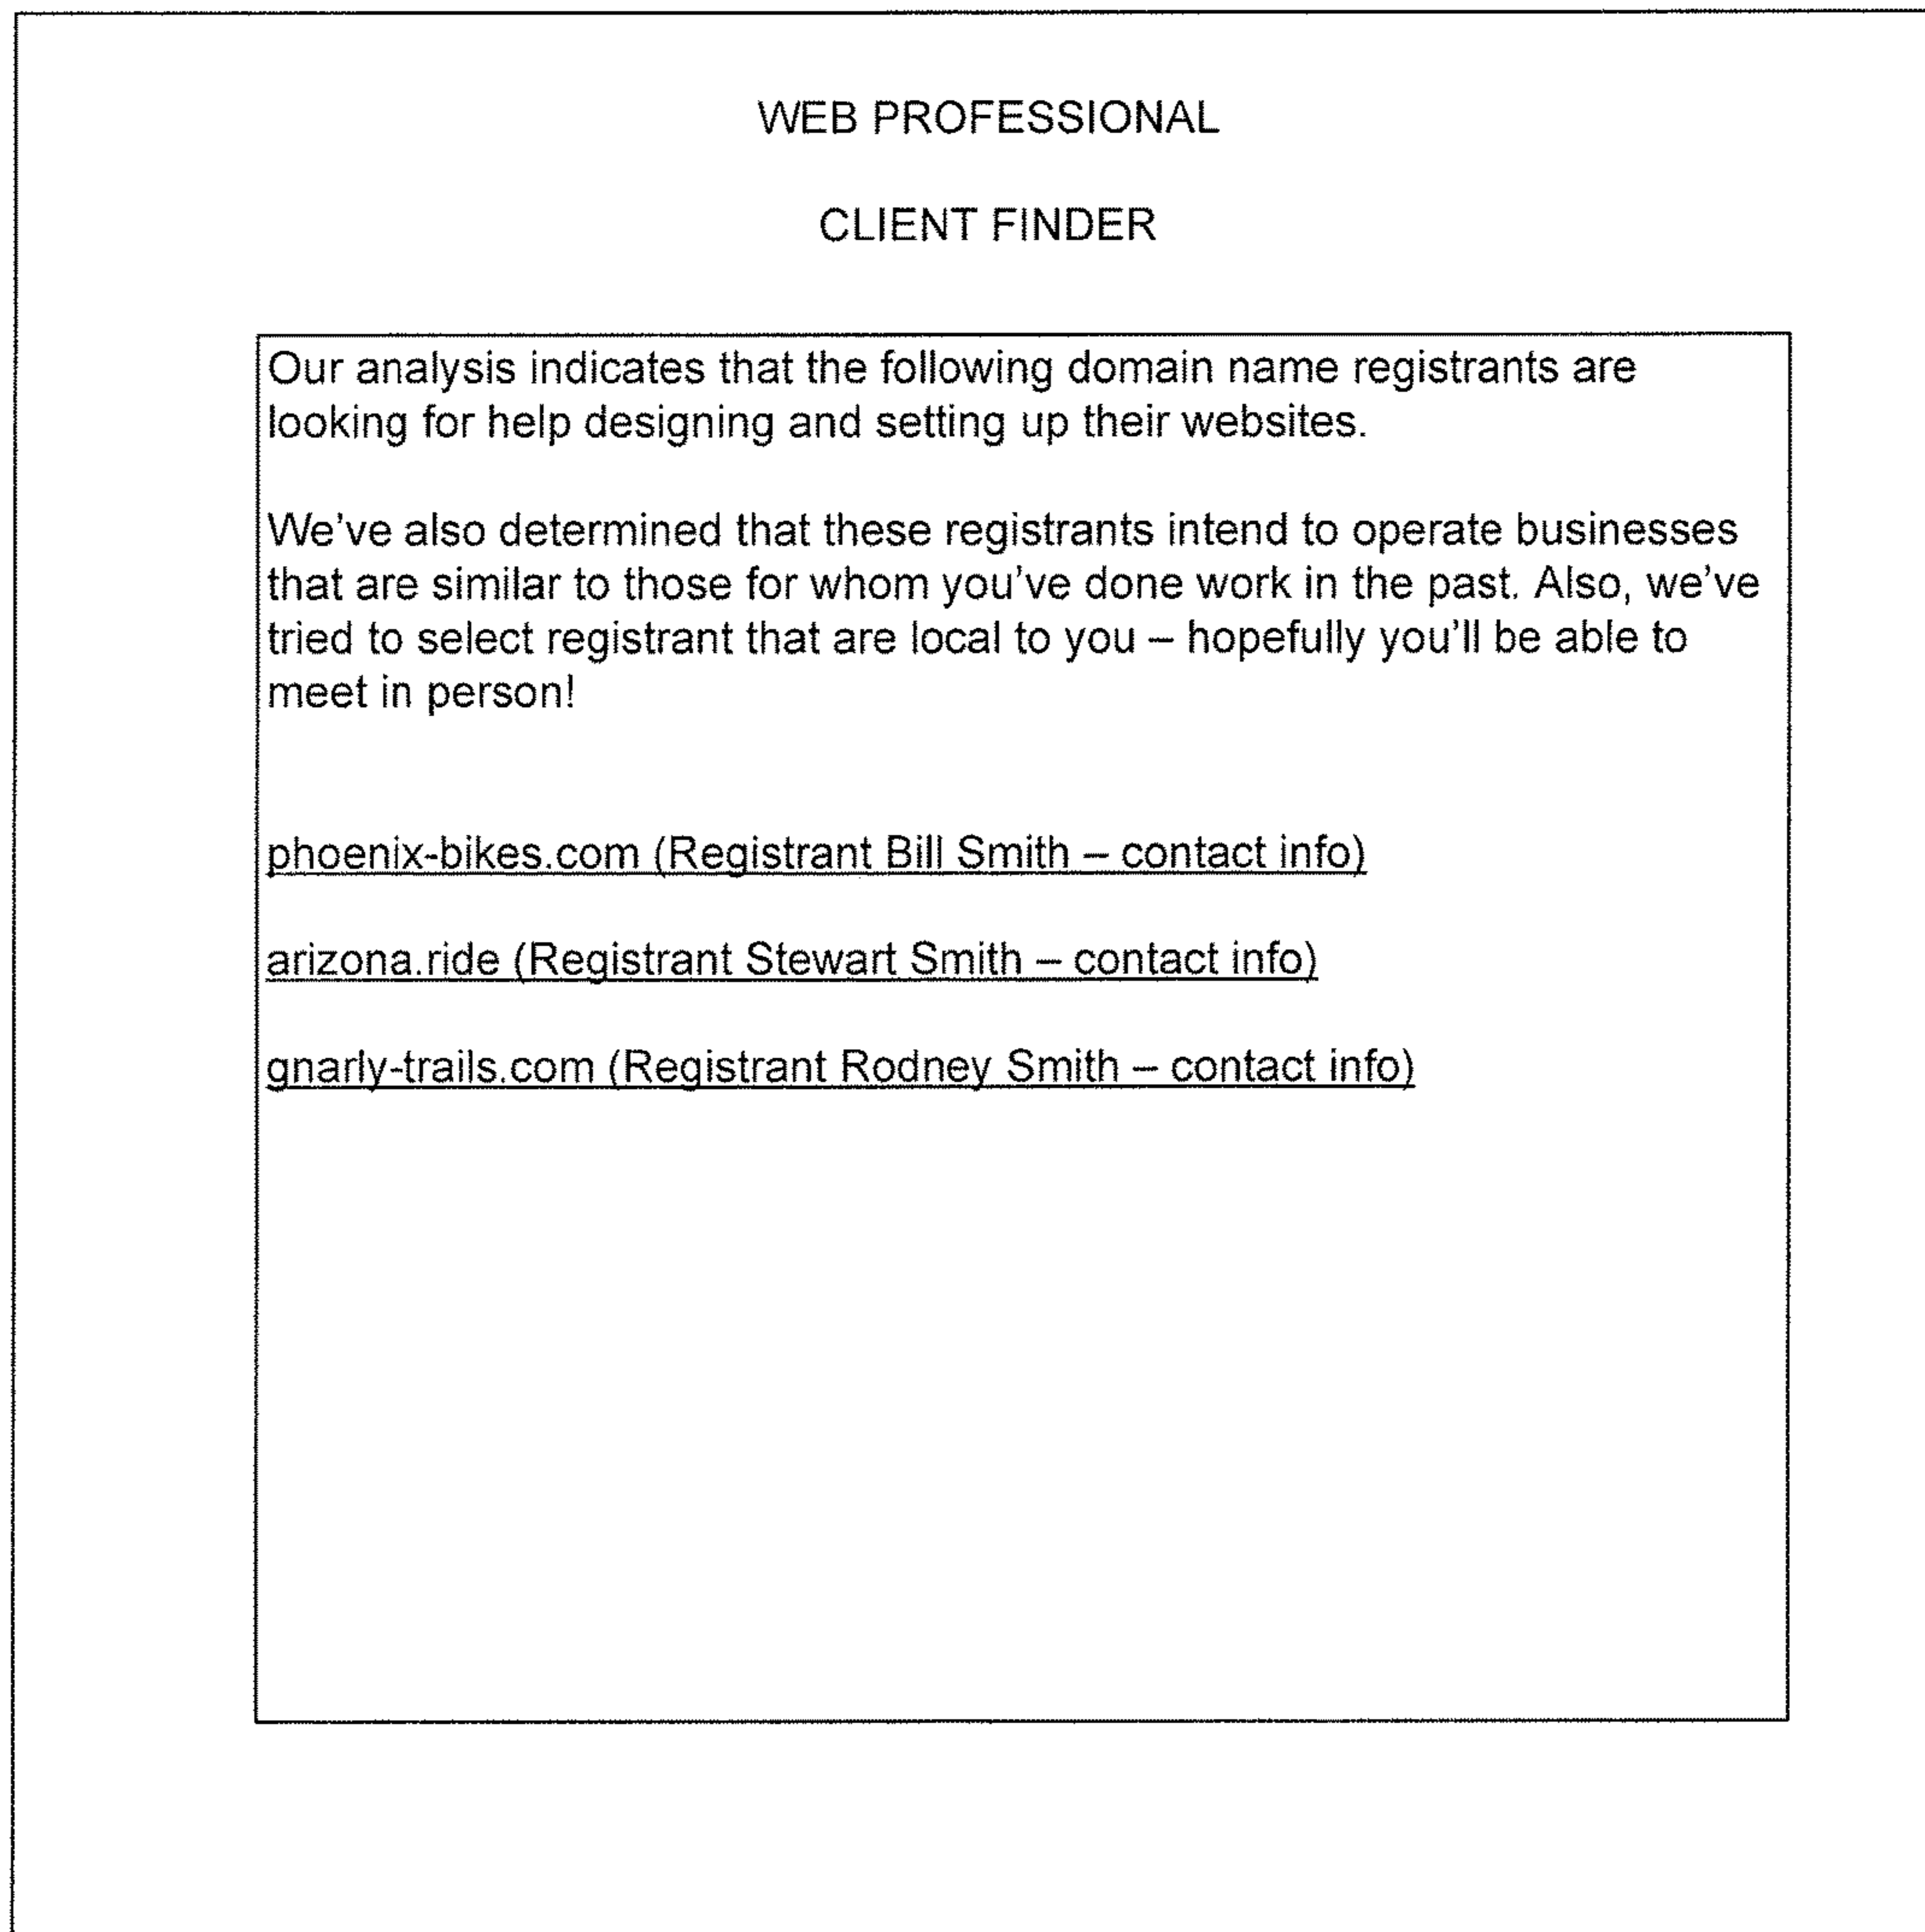 WEB PROFESSIONAL
CLIENT FINDER
Our analysis indicates that the following domain name registrants are
looking for help designing and setting up their websites.
We've also determined that these registrants intend to operate businesses
that are similar to those for whom you've done work in the past. Also, we've
tried to select registrant that are local to you – hopefully you'll be able to
meet in person!
phoenix-bikes.com (Registrant Bill Smith – contact info)
arizona.ride (Registrant Stewart Smith – contact info)
gnarly-trails.com (Registrant Rodney Smith – contact info)